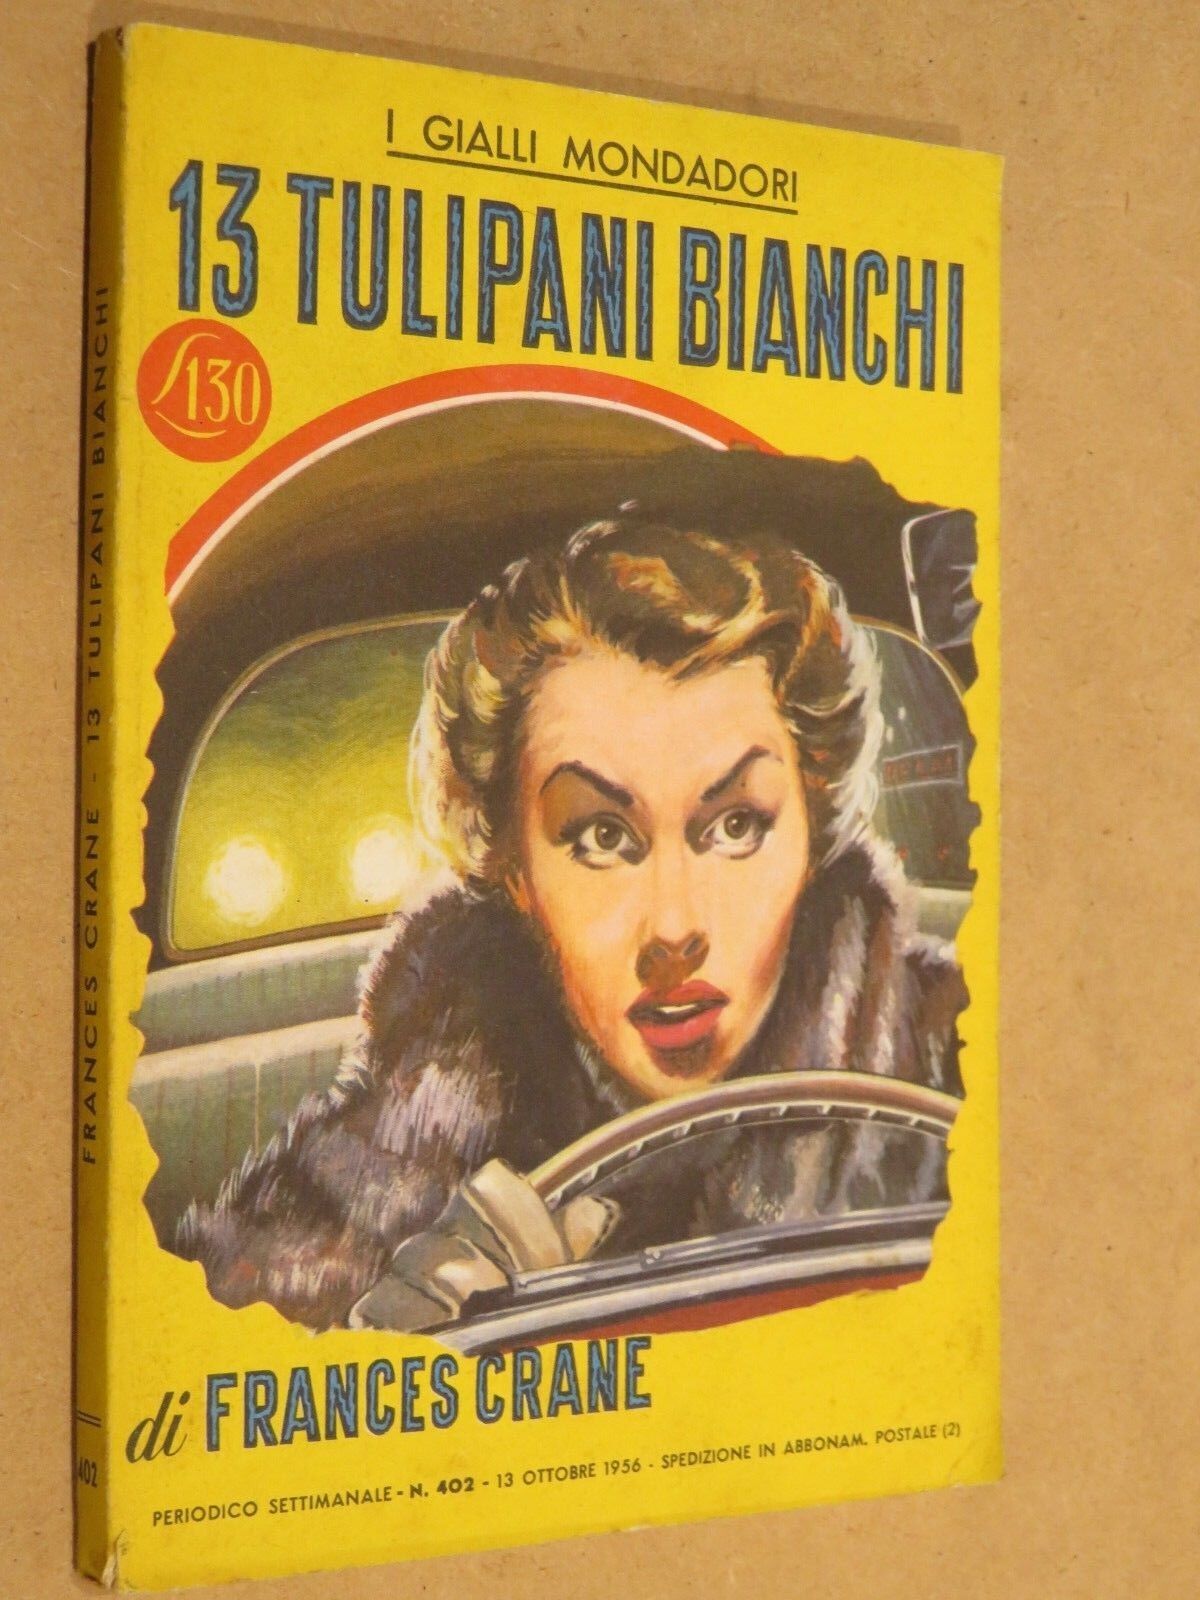 I GIALLI MONDADORI
13 TULIPANI BIANCHI
L130
di FRANCES CRANE
PERIODICO SETTIMANALE - N. 402 - 13 OTTOBRE 1956 - SPEDIZIONE IN ABBONAM. POSTALE (2)
FRANCES CRANE - 13 TULIPANI BIANCHI
402